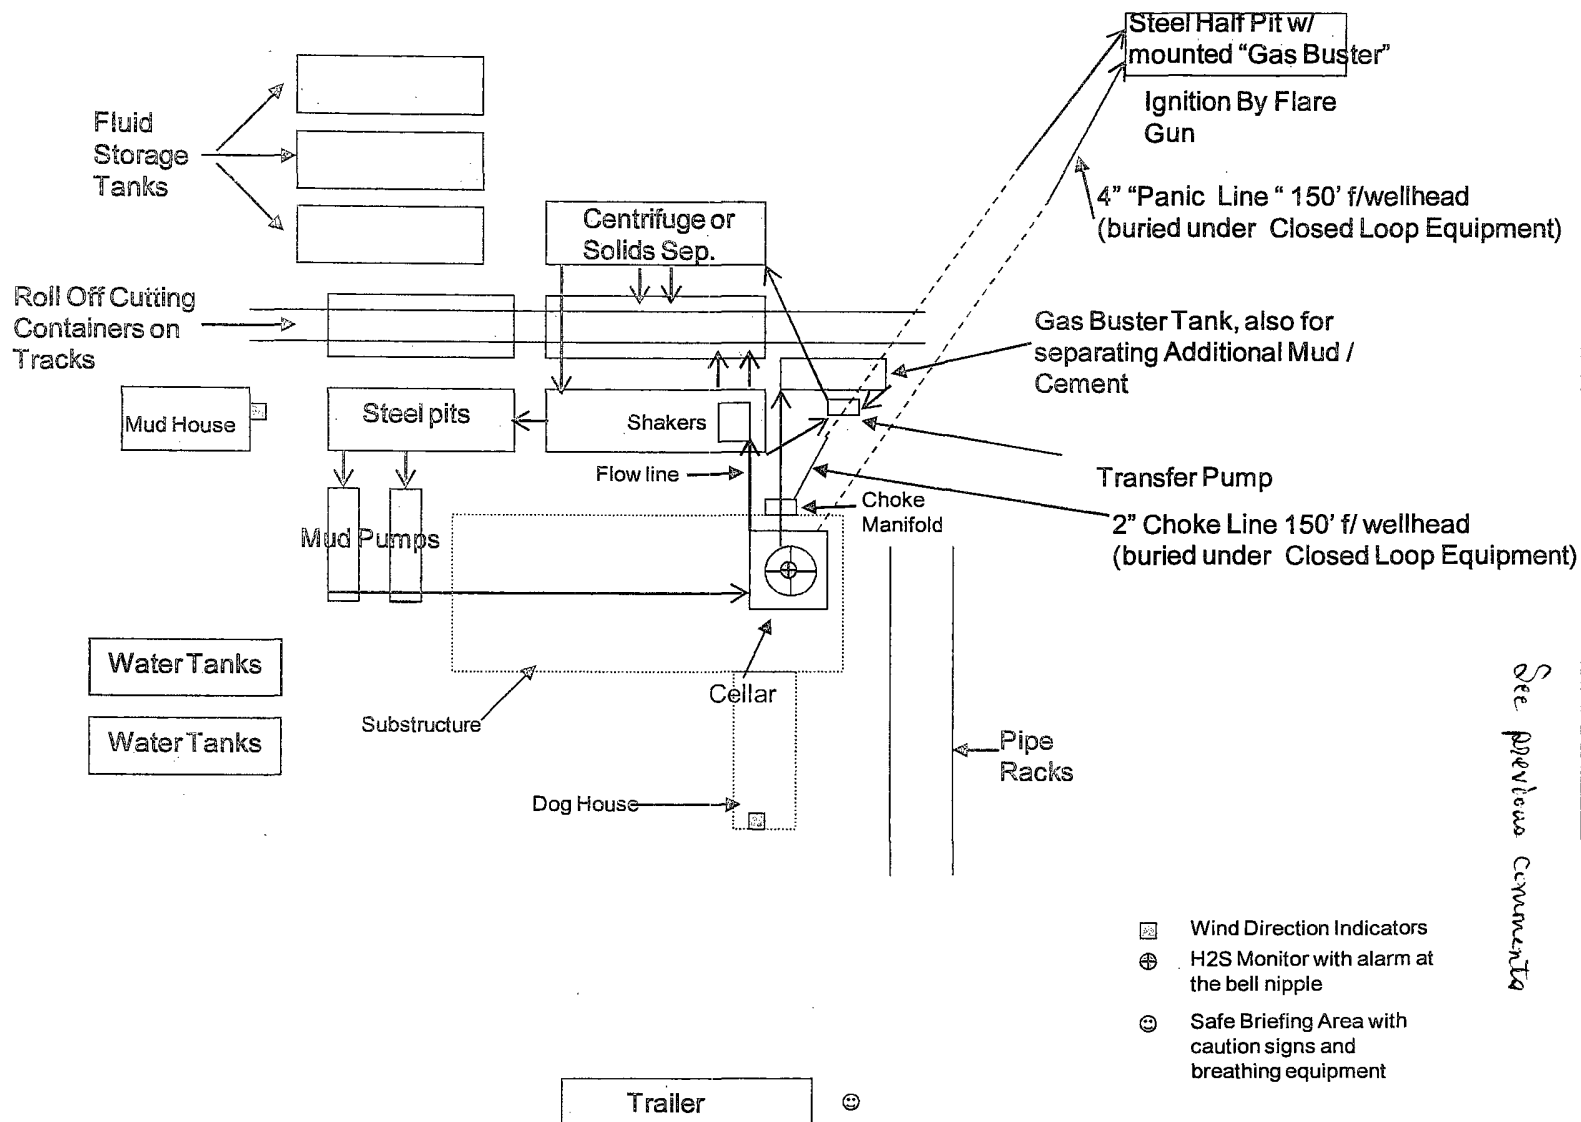 Steel Half Pit w/
mounted “Gas Buster”
Ignition By Flare
Gun
Fluid
Storage
Tanks
4” “Panic Line “ 150’ f/wellhead
(buried under Closed Loop Equipment)
Centrifuge or
Solids Sep.
Roll Off Cutting
Containers on
Tracks
Gas Buster Tank, also for
separating Additional Mud /
Cement
Mud House
Steel pits
Shakers
Flow line
Transfer Pump
Choke
Manifold
2” Choke Line 150’ f/ wellhead
(buried under Closed Loop Equipment)
Mud Pumps
Water Tanks
Water Tanks
Substructure
Cellar
Pipe
Racks
Dog House
See previous comments
Wind Direction Indicators
H2S Monitor with alarm at
the bell nipple
Safe Briefing Area with
caution signs and
breathing equipment
Trailer